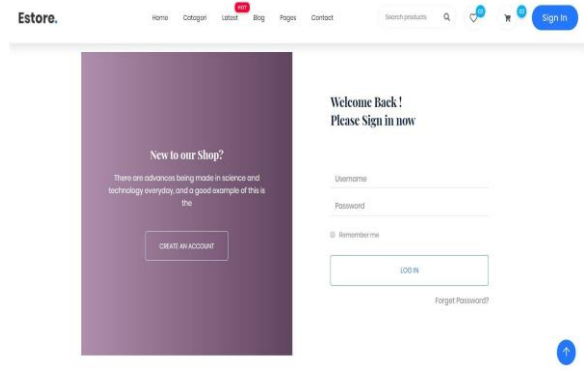 HOT
Estore. Home Catagori Latest Blog Pages Contact Search products Sign In
Welcome Back !
Please Sign in now
New to our Shop?
There are advances being made in science and
technology everyday, and a good example of this is
the
CREATE AN ACCOUNT
Username
Password
Remember me
LOG IN
Forget Password?